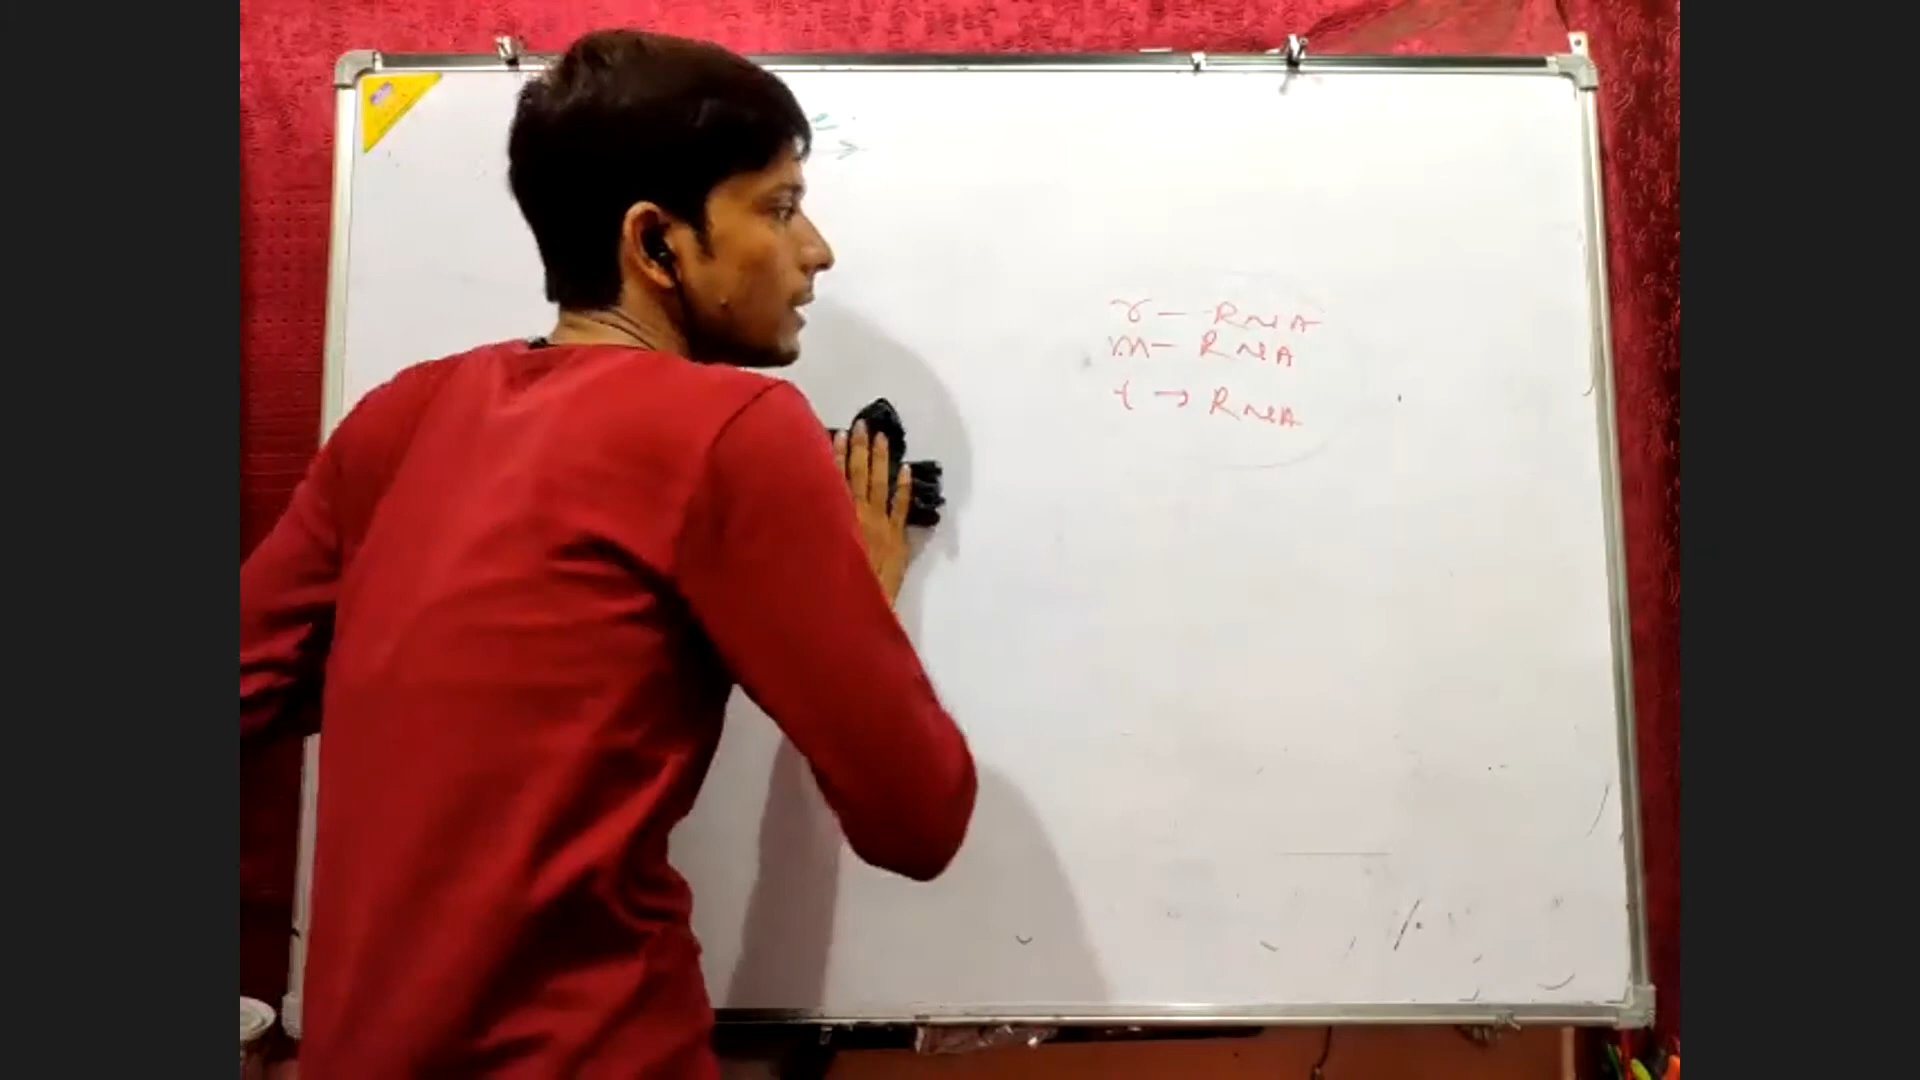 r - RNA
m - RNA
t → RNA